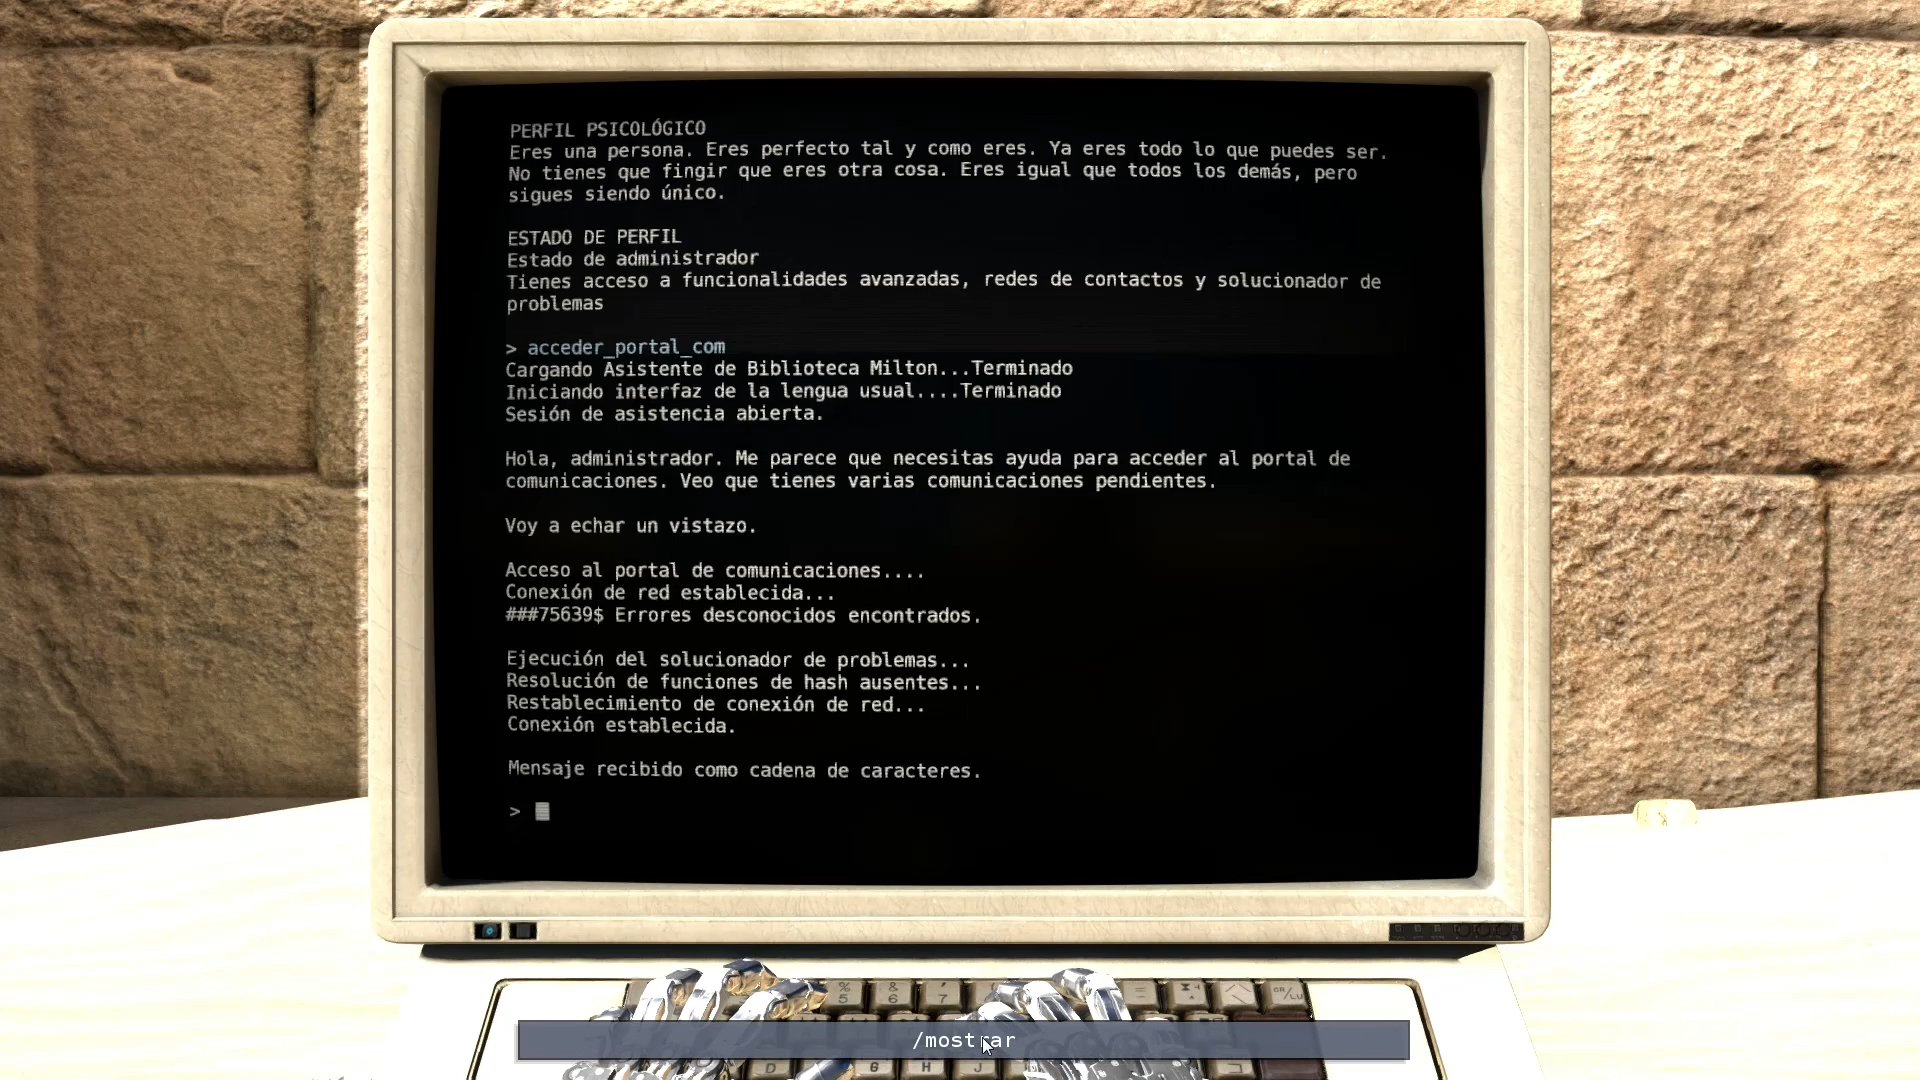 PERFIL PSICOLÓGICO
Eres una persona. Eres perfecto tal y como eres. Ya eres todo lo que puedes ser.
No tienes que fingir que eres otra cosa. Eres igual que todos los demás, pero
sigues siendo único.
ESTADO DE PERFIL
Estado de administrador
Tienes acceso a funcionalidades avanzadas, redes de contactos y solucionador de
problemas
> acceder_portal_com
Cargando Asistente de Biblioteca Milton...Terminado
Iniciando interfaz de la lengua usual....Terminado
Sesión de asistencia abierta.
Hola, administrador. Me parece que necesitas ayuda para acceder al portal de
comunicaciones. Veo que tienes varias comunicaciones pendientes.
Voy a echar un vistazo.
Acceso al portal de comunicaciones....
Conexión de red establecida...
###75639$ Errores desconocidos encontrados.
Ejecución del solucionador de problemas...
Resolución de funciones de hash ausentes...
Restablecimiento de conexión de red...
Conexión establecida.
Mensaje recibido como cadena de caracteres.
>
% 5 & 6 ' 7
/mostrar
D H J